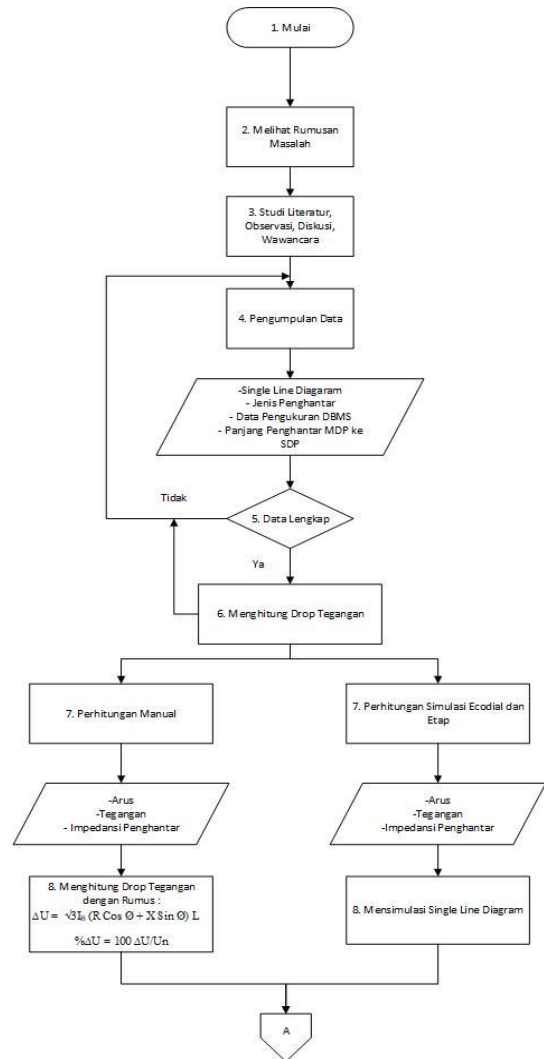 1. Mulai
2. Melihat Rumusan
Masalah
3. Studi Literatur,
Observasi, Diskusi,
Wawancara
4. Pengumpulan Data
-Single Line Diagaram
- Jenis Penghantar
- Data Pengukuran DBMS
- Panjang Penghantar MDP ke
SDP
Tidak
5. Data Lengkap
Ya
6. Menghitung Drop Tegangan
7. Perhitungan Manual
7. Perhitungan Simulasi Ecodial dan
Etap
-Arus
-Tegangan
- Impedansi Penghantar
-Arus
-Tegangan
-Impedansi Penghantar
8. Menghitung Drop Tegangan
dengan Rumus :
ΔU = √3I_B (R Cos Ø + X Sin Ø) L
%ΔU = 100 ΔU/Un
8. Mensimulasi Single Line Diagram
A